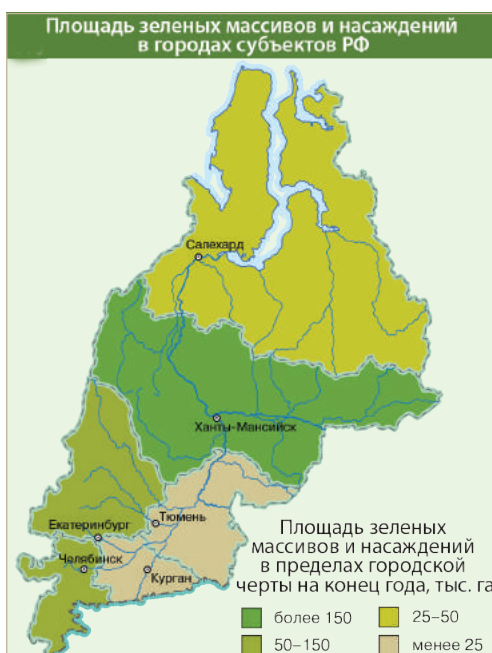 Площадь зеленых массивов и насаждений
в городах субъектов РФ
Салехард
Ханты-Мансийск
Тюмень
Екатеринбург
Челябинск
Курган
Площадь зеленых
массивов и насаждений
в пределах городской
черты на конец года, тыс. га
более 150
25–50
50–150
менее 25